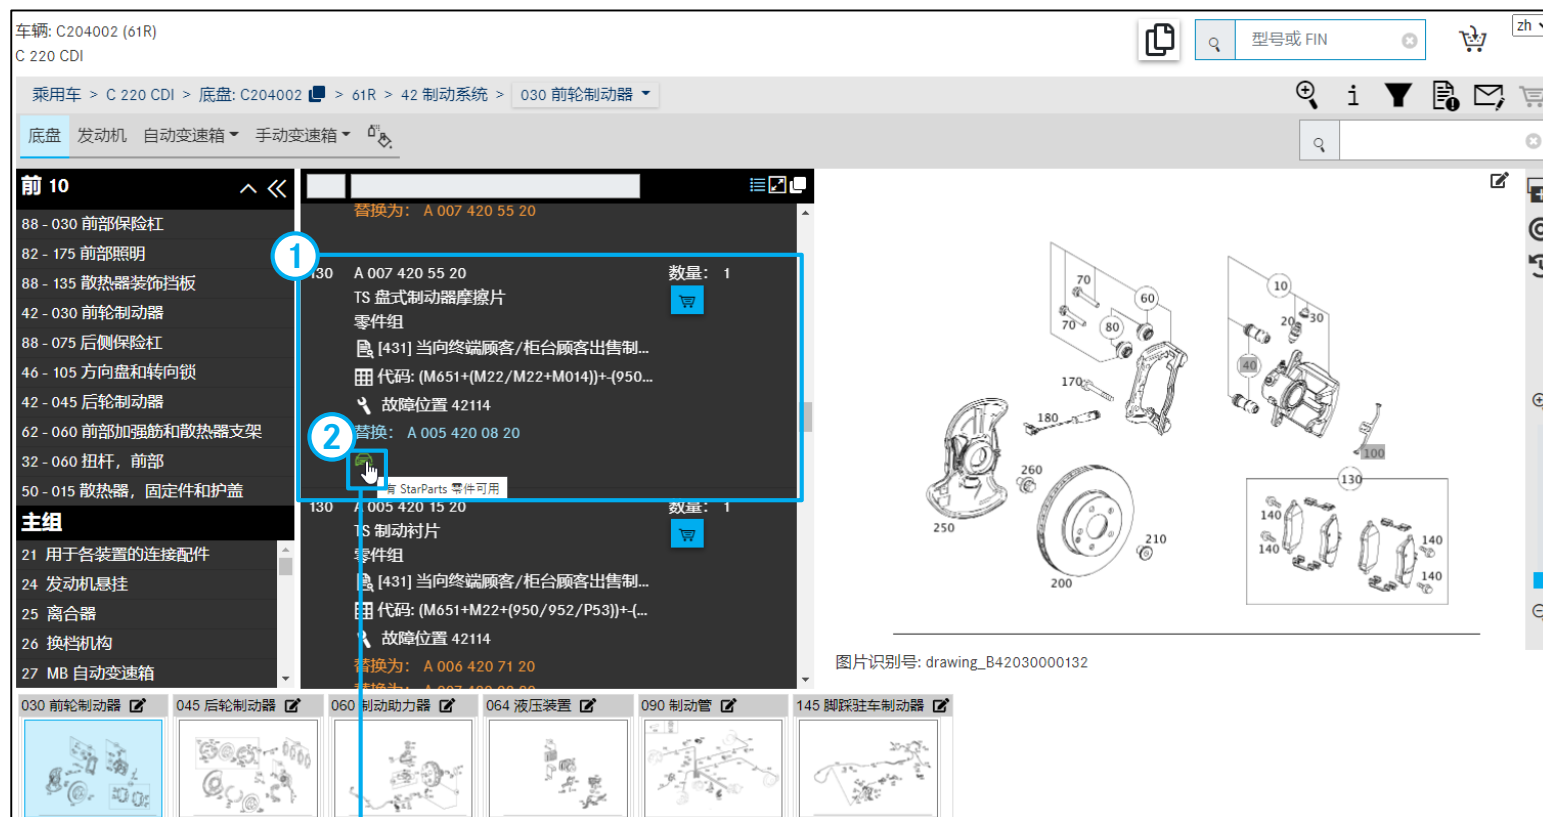 车辆: C204002 (61R)
C 220 CDI
型号或 FIN
zh
乘用车 > C 220 CDI > 底盘: C204002 > 61R > 42 制动系统 > 030 前轮制动器
底盘 发动机 自动变速箱 手动变速箱
前 10
88 - 030 前部保险杠
82 - 175 前部照明
88 - 135 散热器装饰挡板
42 - 030 前轮制动器
88 - 075 后侧保险杠
46 - 105 方向盘和转向锁
42 - 045 后轮制动器
62 - 060 前部加强筋和散热器支架
32 - 060 扭杆，前部
50 - 015 散热器，固定件和护盖
主组
21 用于各装置的连接配件
24 发动机悬挂
25 离合器
26 换档机构
27 MB 自动变速箱
替换为： A 007 420 55 20
1
130 A 007 420 55 20 数量： 1
TS 盘式制动器摩擦片
零件组
[431] 当向终端顾客/柜台顾客出售制...
代码: (M651+(M22/M22+M014))+-(950...
故障位置 42114
2
替换： A 005 420 08 20
有 StarParts 零件可用
130 A 005 420 15 20 数量： 1
TS 制动衬片
零件组
[431] 当向终端顾客/柜台顾客出售制...
代码: (M651+M22+(950/952/P53))+-(...
故障位置 42114
替换为： A 006 420 71 20
70
60
70
80
10
20
30
40
170
180
100
260
130
250
140
140
140
140
210
200
图片识别号: drawing_B42030000132
030 前轮制动器
045 后轮制动器
060 制动助力器
064 液压装置
090 制动管
145 脚踩驻车制动器